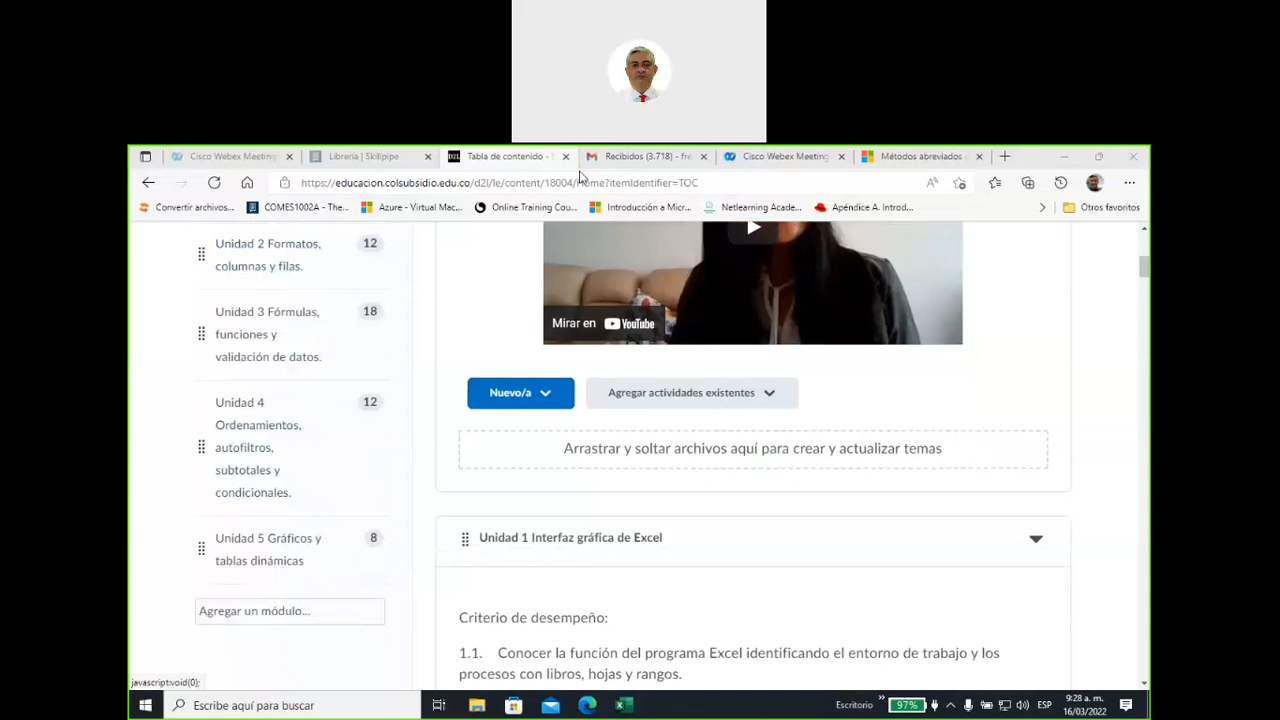 Cisco Webex Meeting
Librería | Skillpipe
D2L
Tabla de contenido - E
Recibidos (3.718) - fre
Cisco Webex Meeting
Métodos abreviados
https://educacion.colsubsidio.edu.co/d2l/le/content/18004/Home?itemIdentifier=TOC
Convertir archivos...
COMES1002A - The...
Azure - Virtual Mac...
Online Training Cou...
Introducción a Micr...
Netlearning Acade...
Apéndice A. Introd...
Otros favoritos
Unidad 2 Formatos,
columnas y filas.
12
Unidad 3 Fórmulas,
funciones y
validación de datos.
18
Unidad 4
Ordenamientos,
autofiltros,
subtotales y
condicionales.
12
Unidad 5 Gráficos y
tablas dinámicas
8
Agregar un módulo...
Mirar en YouTube
Nuevo/a
Agregar actividades existentes
Arrastrar y soltar archivos aquí para crear y actualizar temas
Unidad 1 Interfaz gráfica de Excel
Criterio de desempeño:
1.1. Conocer la función del programa Excel identificando el entorno de trabajo y los
procesos con libros, hojas y rangos.
javascript:void(0);
Escribe aquí para buscar
Escritorio
97%
ESP
9:28 a. m.
16/03/2022